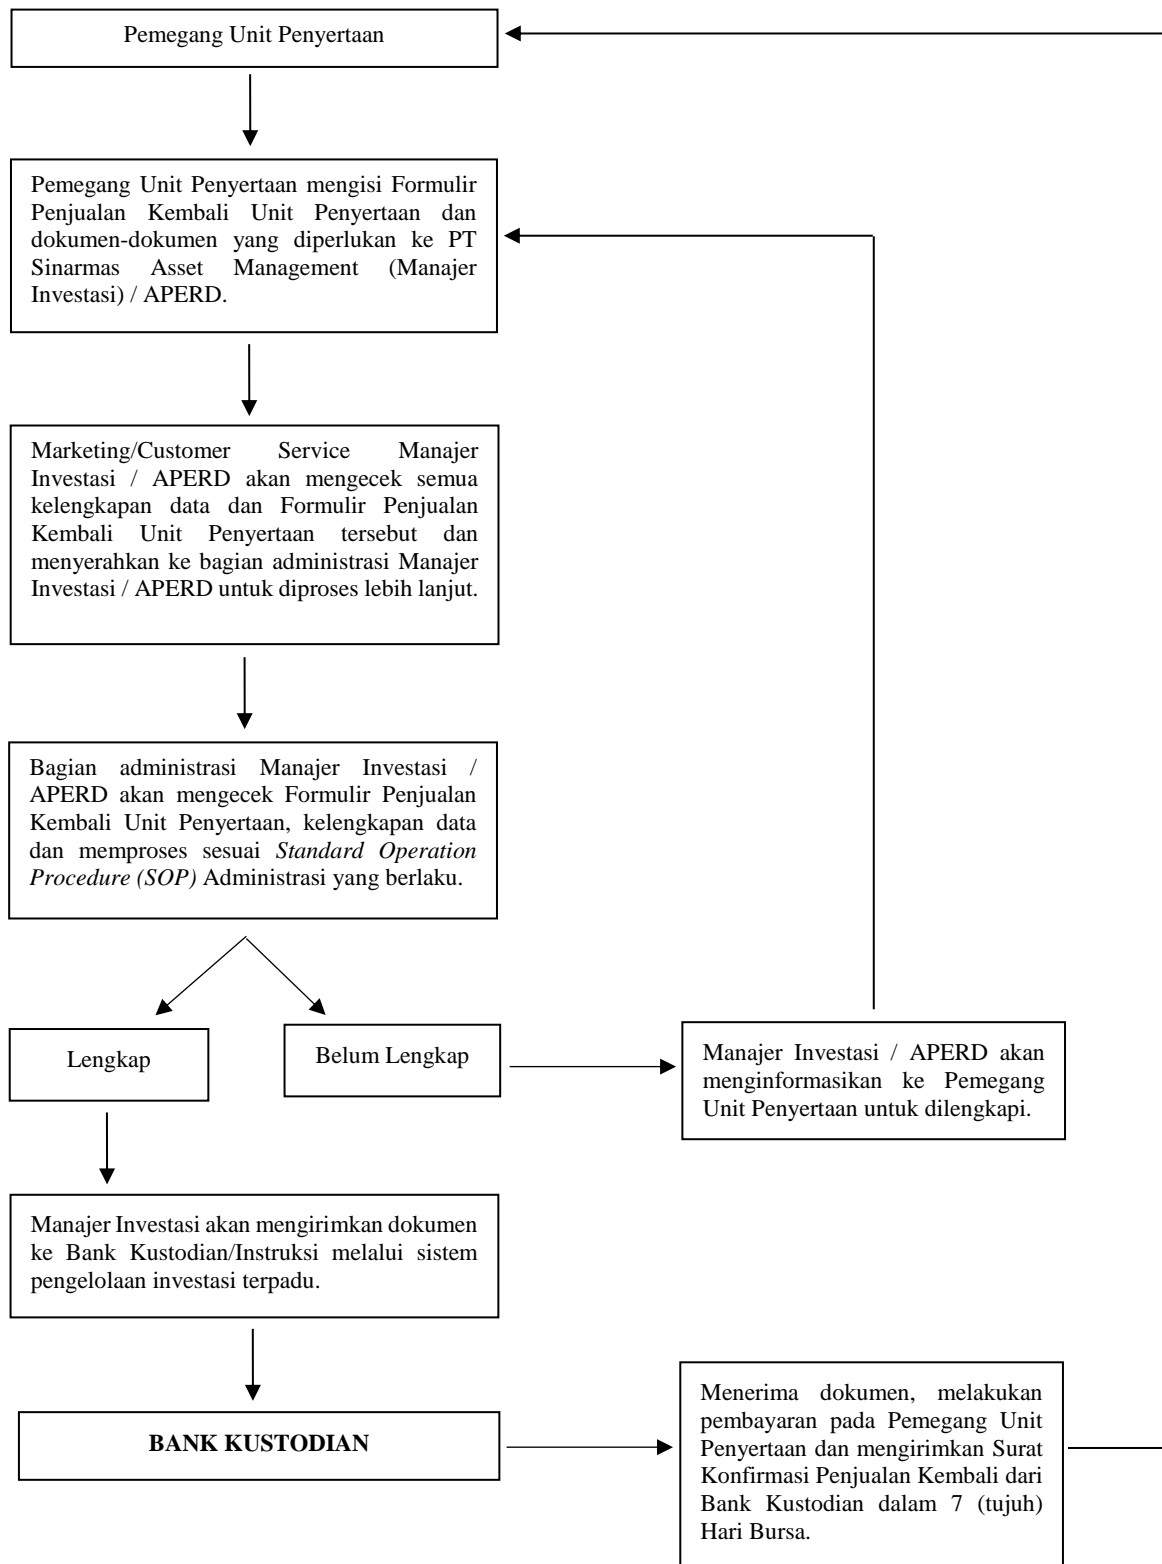 Pemegang Unit Penyertaan
Pemegang Unit Penyertaan mengisi Formulir
Penjualan Kembali Unit Penyertaan dan
dokumen-dokumen yang diperlukan ke PT
Sinarmas Asset Management (Manajer
Investasi) / APERD.
Marketing/Customer Service Manajer
Investasi / APERD akan mengecek semua
kelengkapan data dan Formulir Penjualan
Kembali Unit Penyertaan tersebut dan
menyerahkan ke bagian administrasi Manajer
Investasi / APERD untuk diproses lebih lanjut.
Bagian administrasi Manajer Investasi /
APERD akan mengecek Formulir Penjualan
Kembali Unit Penyertaan, kelengkapan data
dan memproses sesuai Standard Operation
Procedure (SOP) Administrasi yang berlaku.
Lengkap
Belum Lengkap
Manajer Investasi / APERD akan
menginformasikan ke Pemegang
Unit Penyertaan untuk dilengkapi.
Manajer Investasi akan mengirimkan dokumen
ke Bank Kustodian/Instruksi melalui sistem
pengelolaan investasi terpadu.
BANK KUSTODIAN
Menerima dokumen, melakukan
pembayaran pada Pemegang Unit
Penyertaan dan mengirimkan Surat
Konfirmasi Penjualan Kembali dari
Bank Kustodian dalam 7 (tujuh)
Hari Bursa.